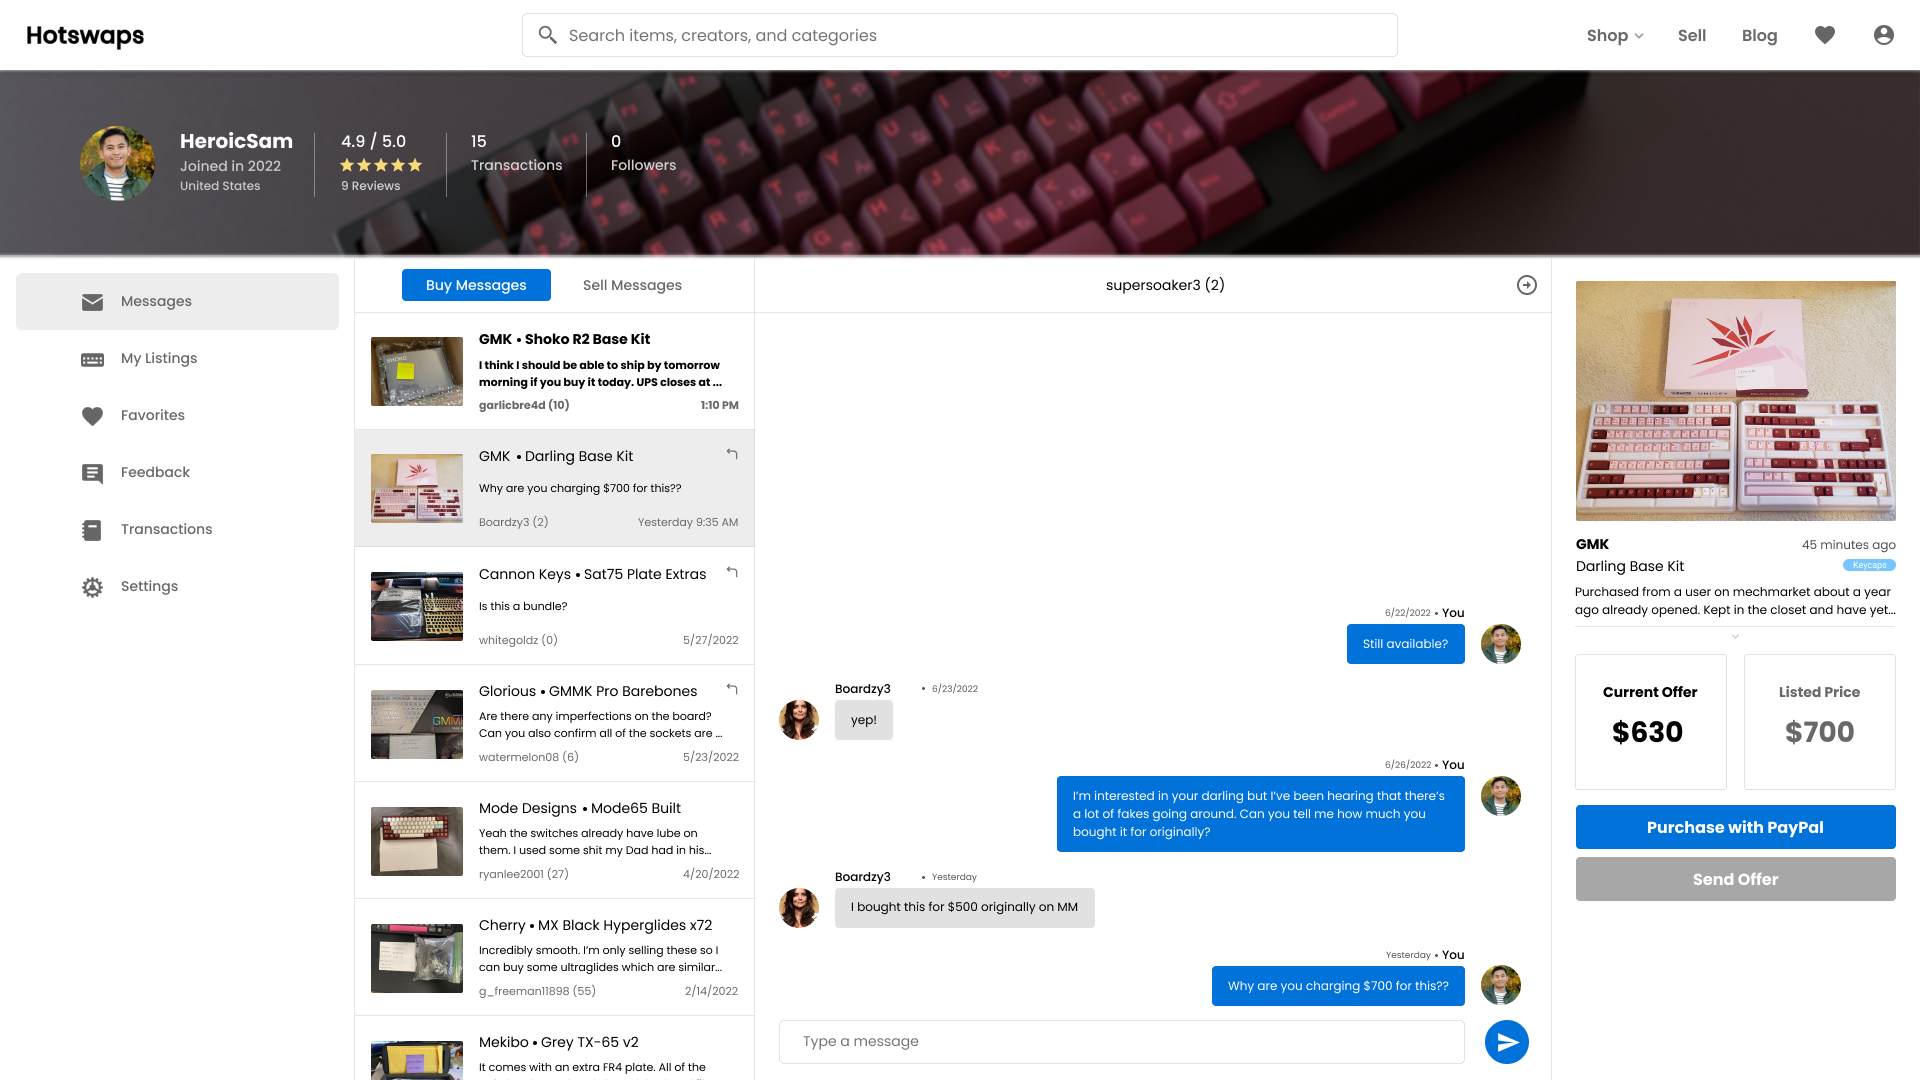 Hotswaps
Search items, creators, and categories
Shop
Sell
Blog
HeroicSam
Joined in 2022
United States
4.9 / 5.0
9 Reviews
15
Transactions
0
Followers
Messages
My Listings
Favorites
Feedback
Transactions
Settings
Buy Messages
Sell Messages
GMK • Shoko R2 Base Kit
I think I should be able to ship by tomorrow
morning if you buy it today. UPS closes at ...
garlicbre4d (10)
1:10 PM
GMK • Darling Base Kit
Why are you charging $700 for this??
Boardzy3 (2)
Yesterday 9:35 AM
Cannon Keys • Sat75 Plate Extras
Is this a bundle?
whitegoldz (0)
5/27/2022
Glorious • GMMK Pro Barebones
Are there any imperfections on the board?
Can you also confirm all of the sockets are ...
watermelon08 (6)
5/23/2022
Mode Designs • Mode65 Built
Yeah the switches already have lube on
them. I used some shit my Dad had in his...
ryanlee2001 (27)
4/20/2022
Cherry • MX Black Hyperglides x72
Incredibly smooth. I'm only selling these so I
can buy some ultraglides which are similar...
g_freeman11898 (55)
2/14/2022
Mekibo • Grey TX-65 v2
It comes with an extra FR4 plate. All of the
supersoaker3 (2)
6/22/2022 • You
Still available?
Boardzy3 • 6/23/2022
yep!
6/26/2022 • You
I'm interested in your darling but I've been hearing that there's
a lot of fakes going around. Can you tell me how much you
bought it for originally?
Boardzy3 • Yesterday
I bought this for $500 originally on MM
Yesterday • You
Why are you charging $700 for this??
Type a message
GMK
45 minutes ago
Darling Base Kit
Keycaps
Purchased from a user on mechmarket about a year
ago already opened. Kept in the closet and have yet...
Current Offer
$630
Listed Price
$700
Purchase with PayPal
Send Offer